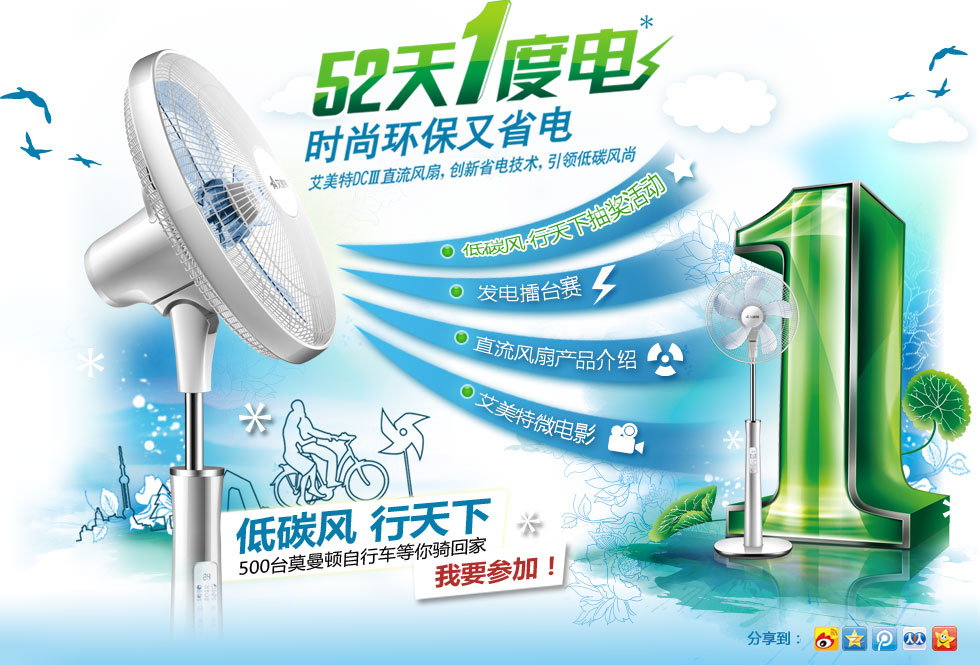 52天1度电*
时尚环保又省电
艾美特DCⅢ直流风扇，创新省电技术，引领低碳风尚
低碳风·行天下抽奖活动
发电擂台赛
直流风扇产品介绍
艾美特微电影
低碳风 行天下
500台莫曼顿自行车等你骑回家
我要参加！
分享到：